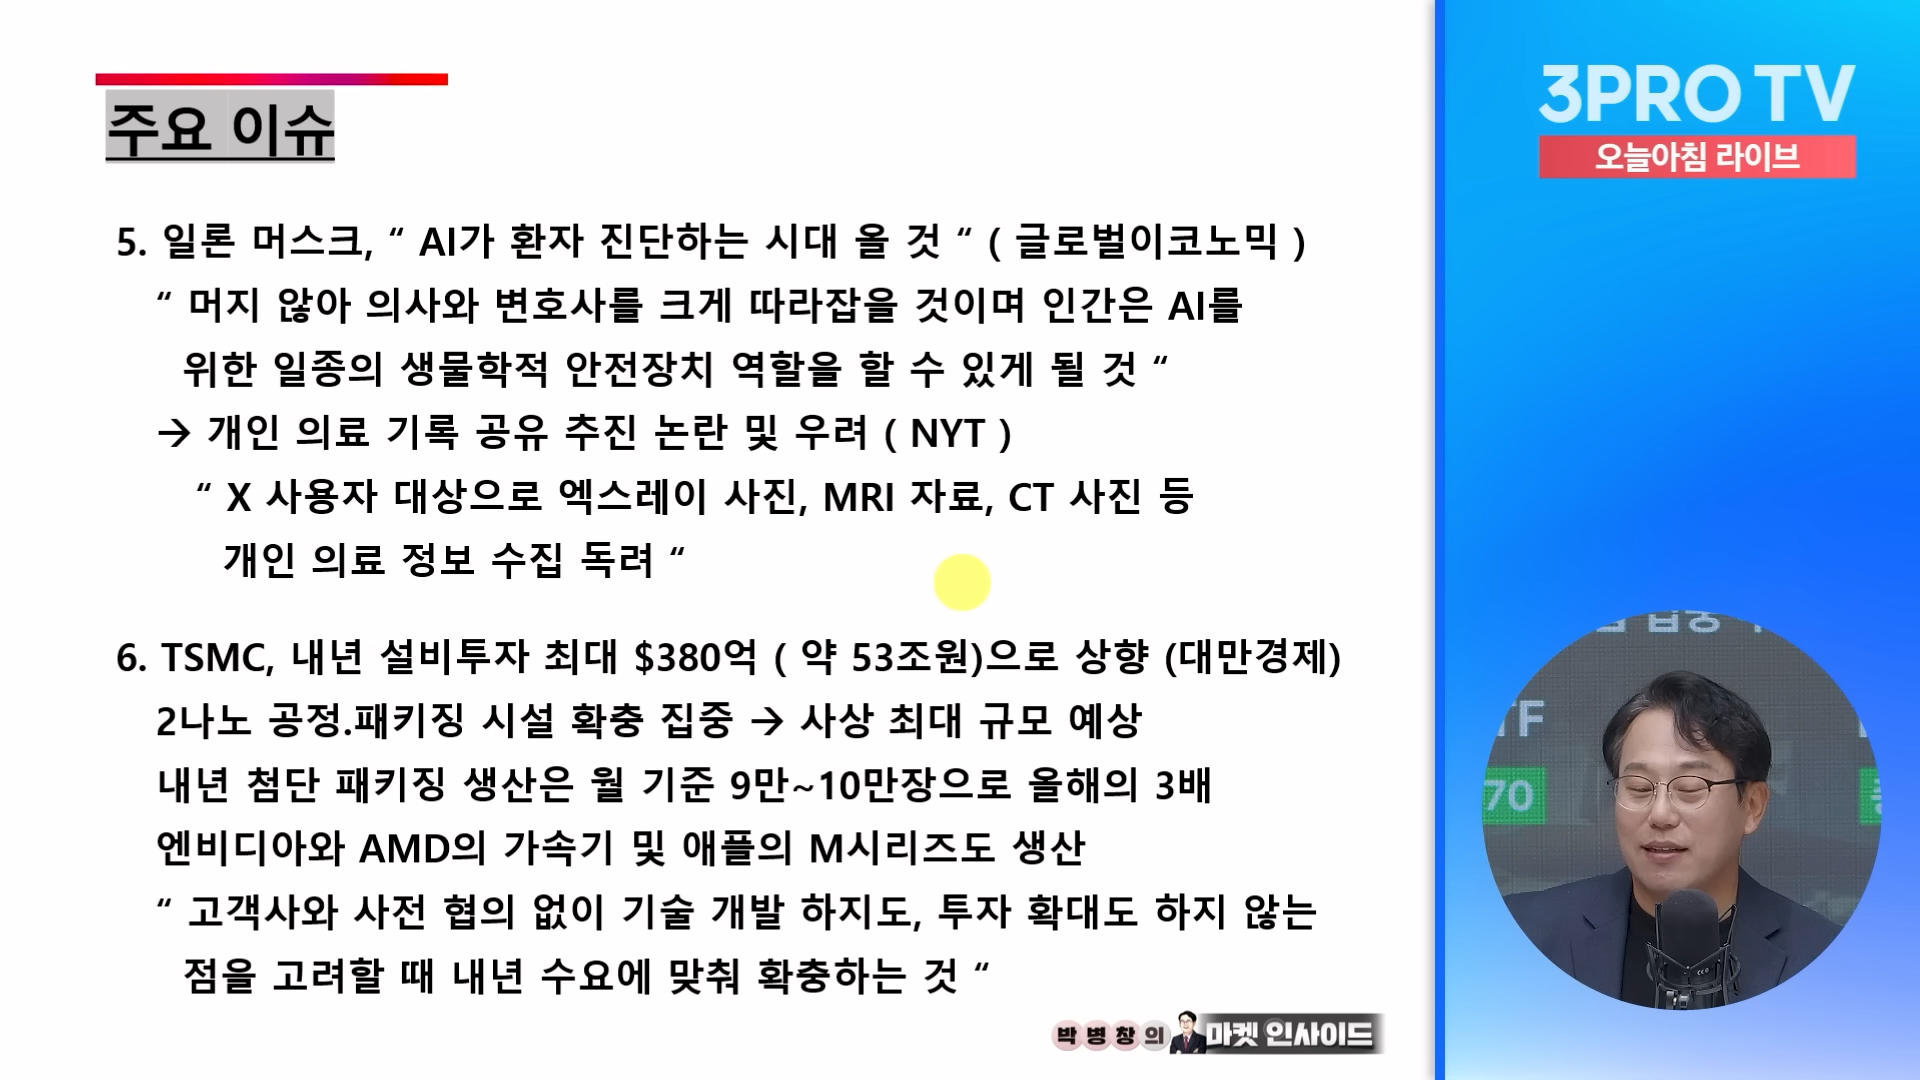 주요 이슈
5. 일론 머스크, “ AI가 환자 진단하는 시대 올 것 “ ( 글로벌이코노믹 )
“ 머지 않아 의사와 변호사를 크게 따라잡을 것이며 인간은 AI를
위한 일종의 생물학적 안전장치 역할을 할 수 있게 될 것 “
→ 개인 의료 기록 공유 추진 논란 및 우려 ( NYT )
“ X 사용자 대상으로 엑스레이 사진, MRI 자료, CT 사진 등
개인 의료 정보 수집 독려 “
6. TSMC, 내년 설비투자 최대 $380억 ( 약 53조원)으로 상향 (대만경제)
2나노 공정.패키징 시설 확충 집중 → 사상 최대 규모 예상
내년 첨단 패키징 생산은 월 기준 9만~10만장으로 올해의 3배
엔비디아와 AMD의 가속기 및 애플의 M시리즈도 생산
“ 고객사와 사전 협의 없이 기술 개발 하지도, 투자 확대도 하지 않는
점을 고려할 때 내년 수요에 맞춰 확충하는 것 “
박병창의 마켓 인사이드
3PRO TV
오늘아침 라이브
TF
70